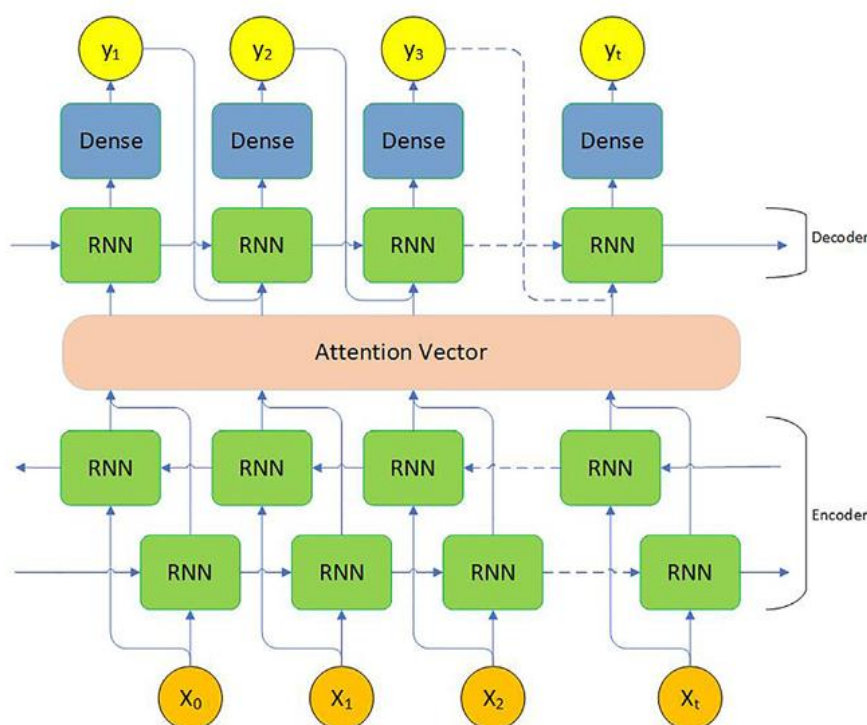 y₁ y₂ y₃ yₜ
Dense Dense Dense Dense
RNN RNN RNN RNN Decoder
Attention Vector
RNN RNN RNN RNN
Encoder
RNN RNN RNN RNN
X₀ X₁ X₂ Xₜ